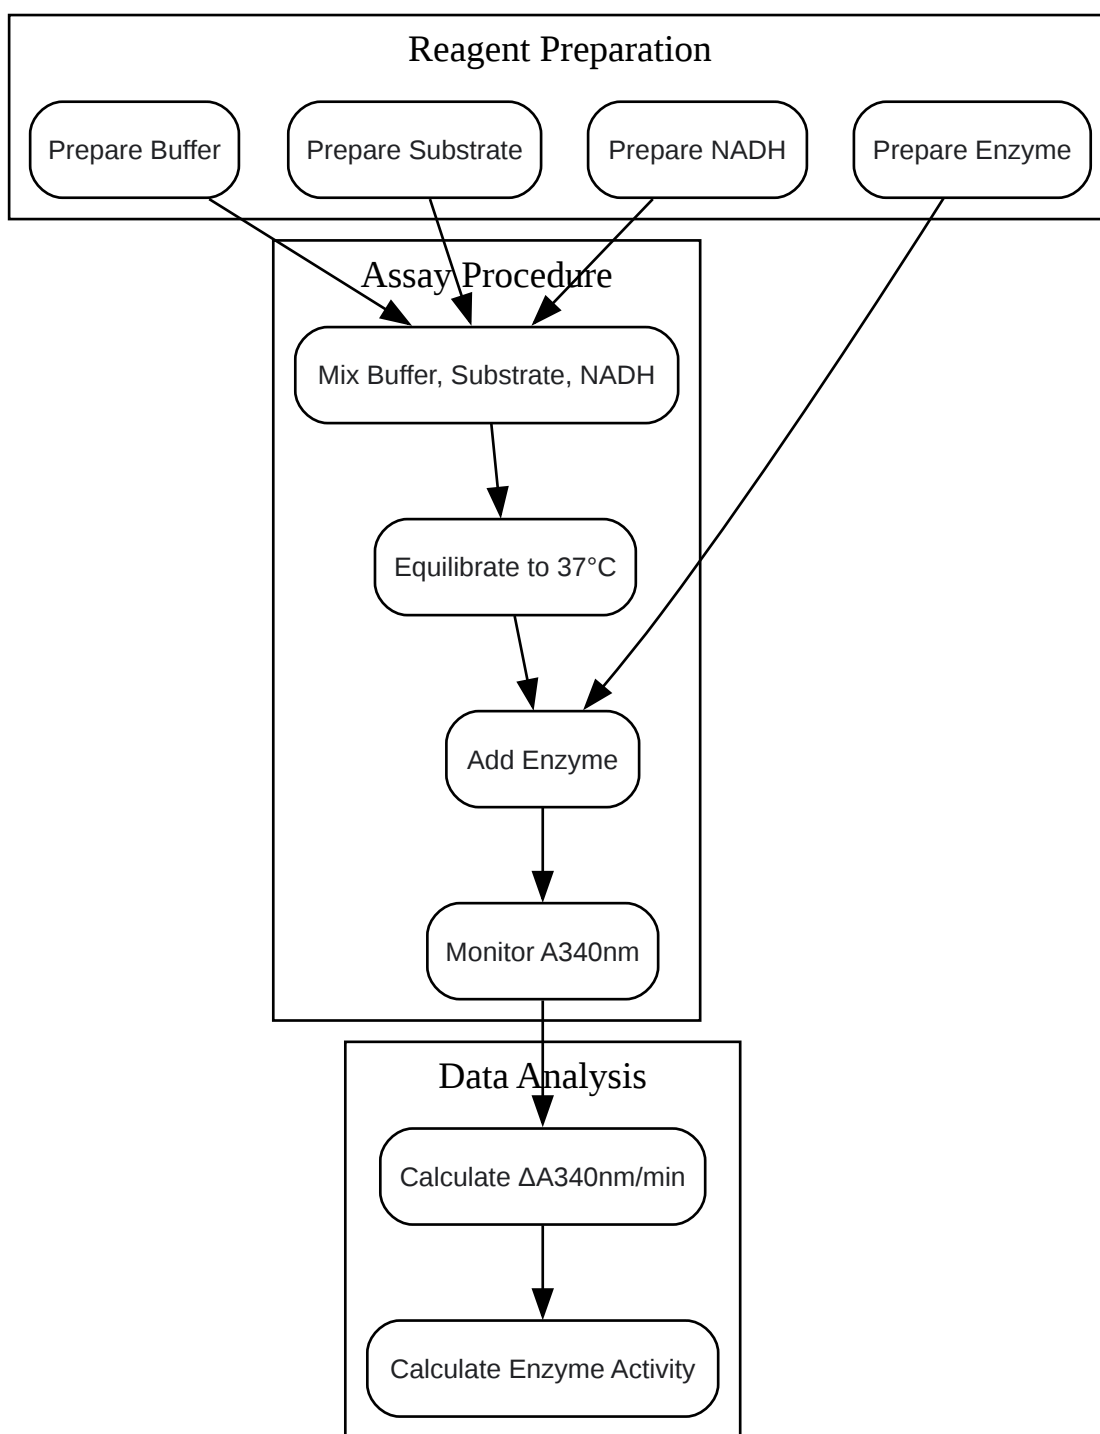 Reagent Preparation
Prepare Buffer
Prepare Substrate
Prepare NADH
Prepare Enzyme
Assay Procedure
Mix Buffer, Substrate, NADH
Equilibrate to 37°C
Add Enzyme
Monitor A340nm
Data Analysis
Calculate ΔA340nm/min
Calculate Enzyme Activity